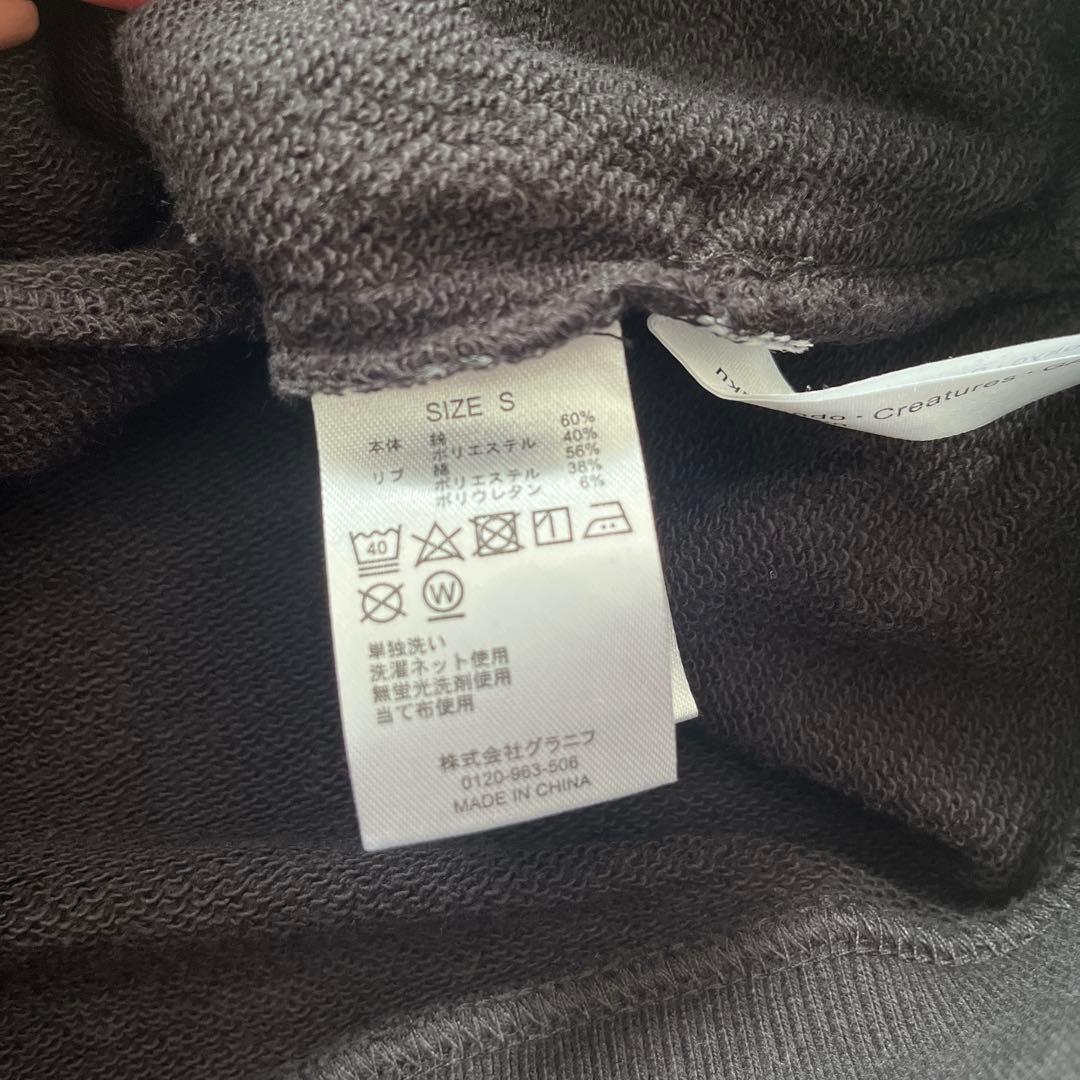 SIZE S
本体 綿 60%
ポリエステル 40%
リブ 綿 56%
ポリエステル 38%
ポリウレタン 6%
40
W
単独洗い
洗濯ネット使用
無蛍光洗剤使用
当て布使用
株式会社グラニフ
0120-963-506
MADE IN CHINA
· Creatures ·